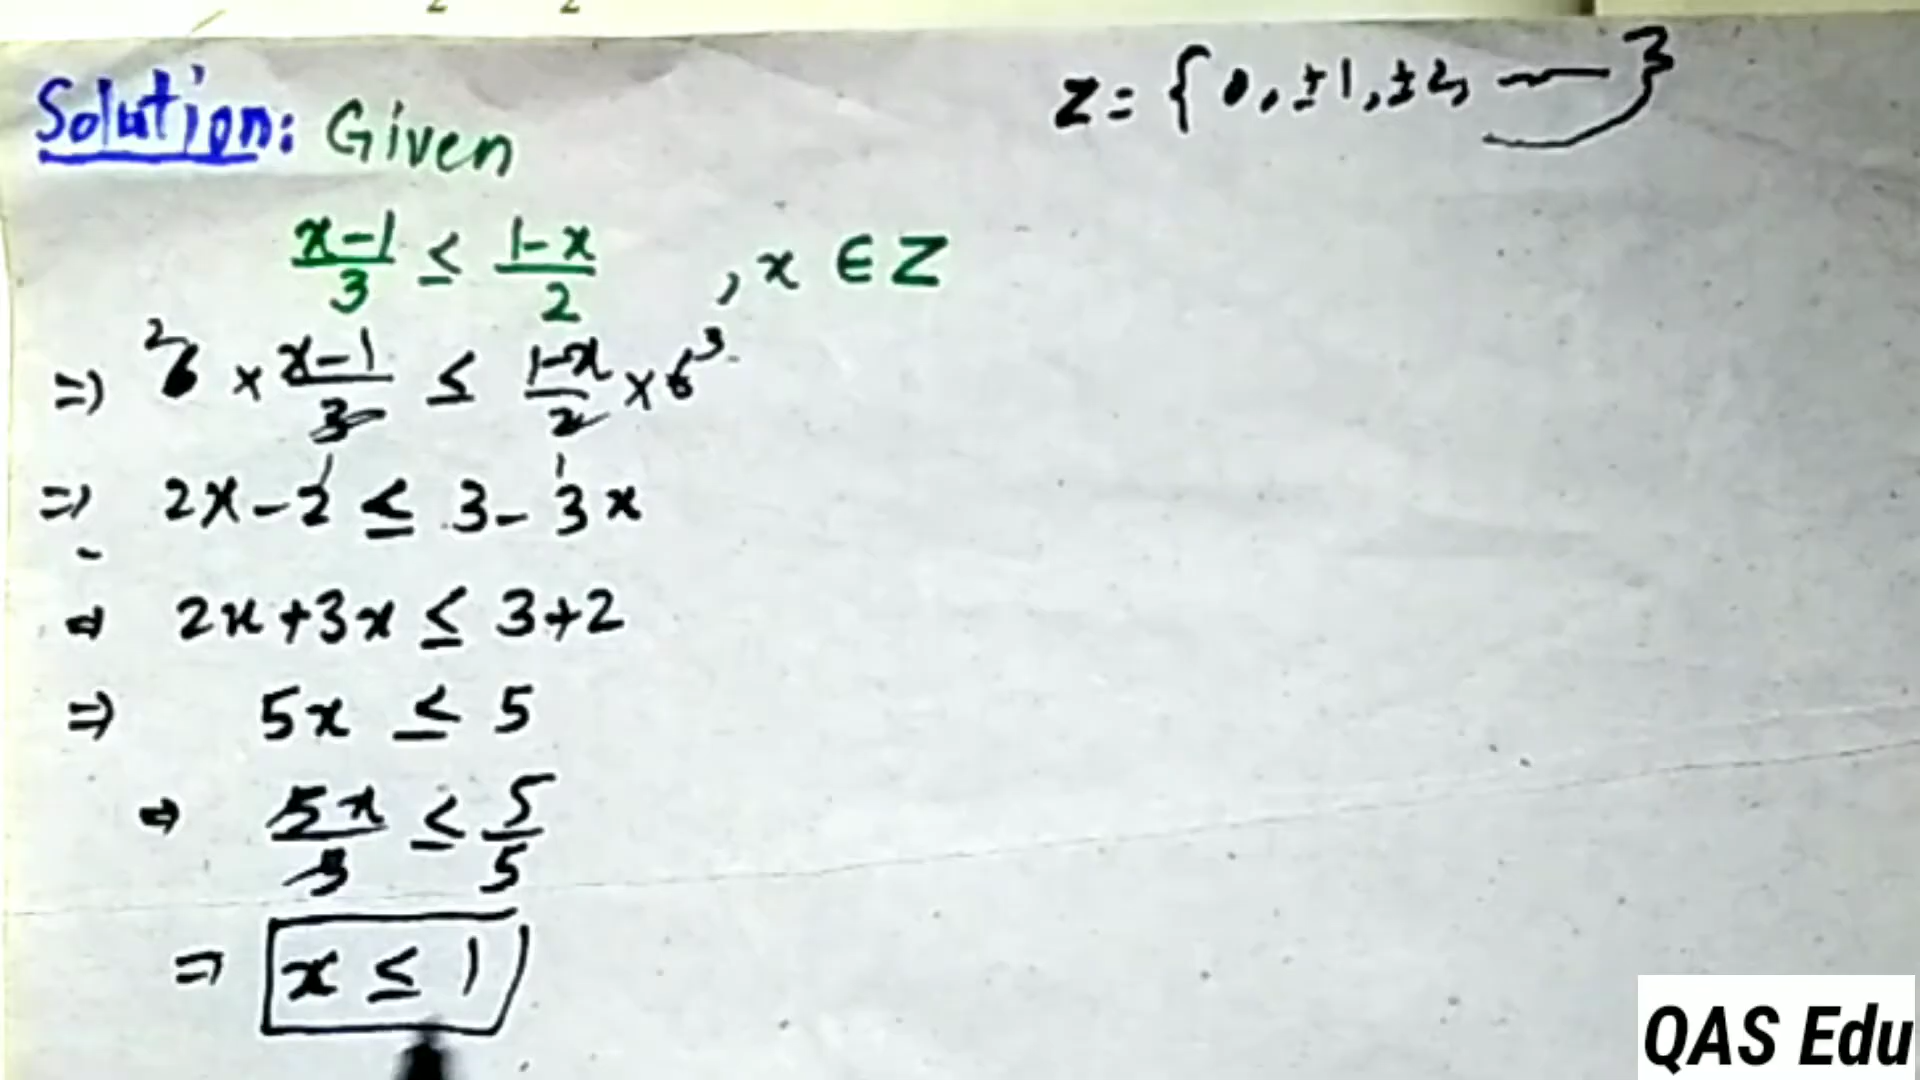 Solution: Given
Z = {0, ±1, ±2, ---}
x-1/3 ≤ 1-x/2 , x ∈ Z
⇒ 6 × x-1/3 ≤ 1-x/2 × 6
⇒ 2x - 2 ≤ 3 - 3x
⇒ 2x + 3x ≤ 3 + 2
⇒ 5x ≤ 5
⇒ 5x/5 ≤ 5/5
⇒ x ≤ 1
QAS Edu